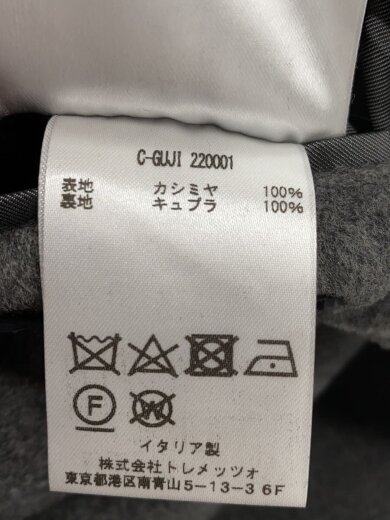 C-GUJI 220001
表地 カシミヤ 100%
裏地 キュプラ 100%
F W
イタリア製
株式会社トレメッツォ
東京都港区南青山5-13-3 6F